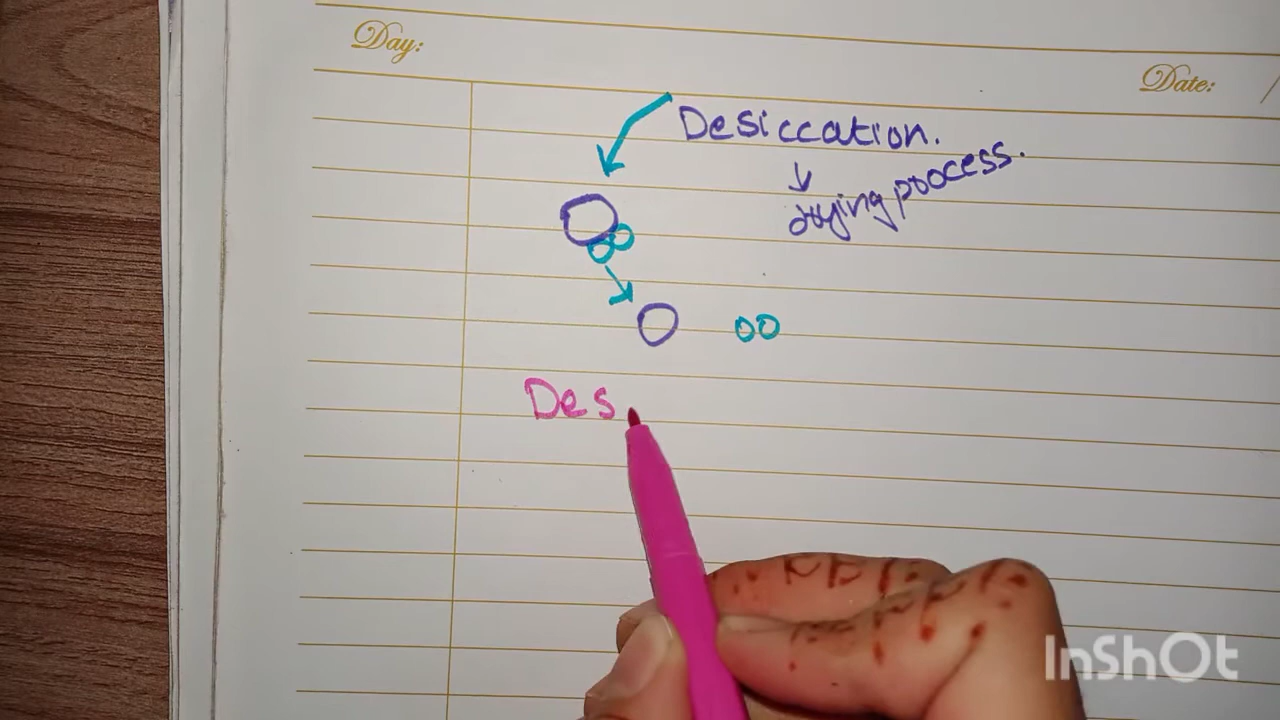 Day:
Date: /
Desiccation.
drying process.
Des
InShOt